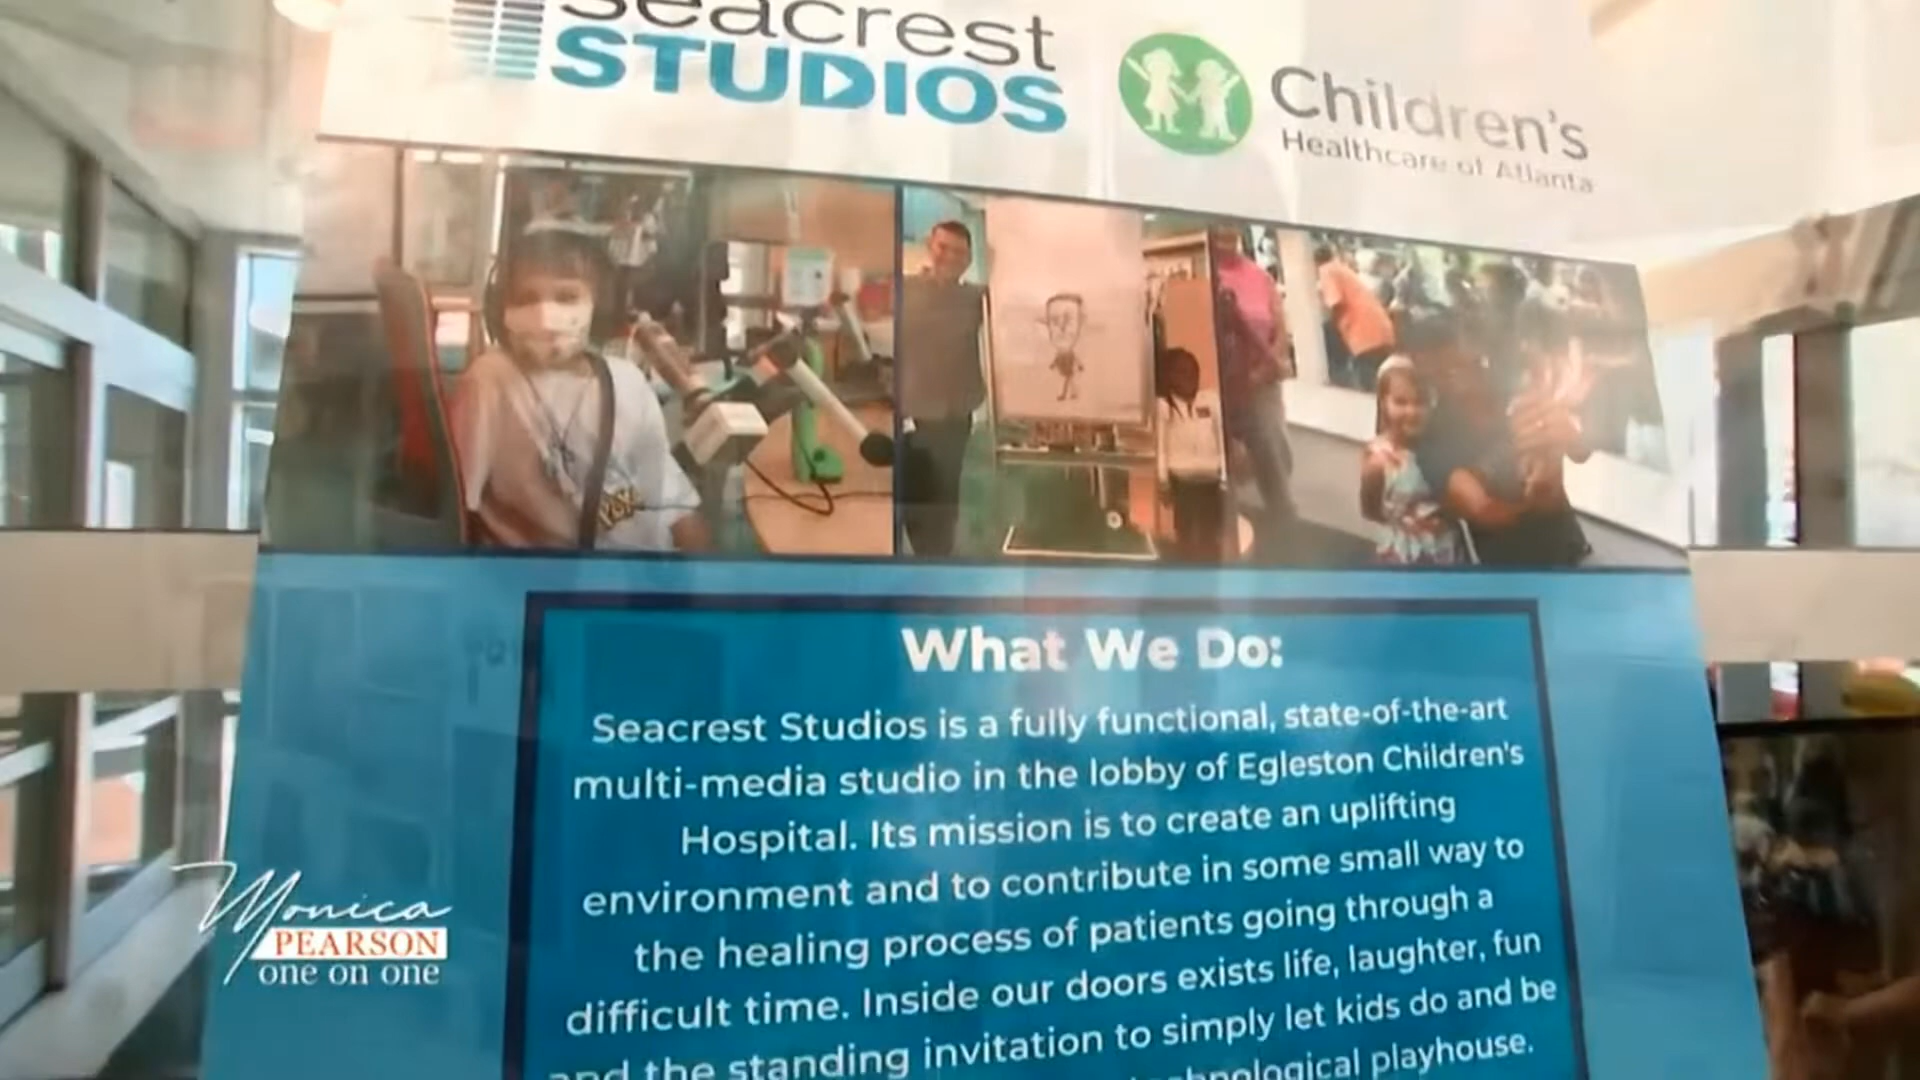 Seacrest
STUDIOS
Children's
Healthcare of Atlanta
What We Do:
Seacrest Studios is a fully functional, state-of-the-art
multi-media studio in the lobby of Egleston Children's
Hospital. Its mission is to create an uplifting
environment and to contribute in some small way to
the healing process of patients going through a
difficult time. Inside our doors exists life, laughter, fun
and the standing invitation to simply let kids do and be
technological playhouse.
Monica
PEARSON
one on one